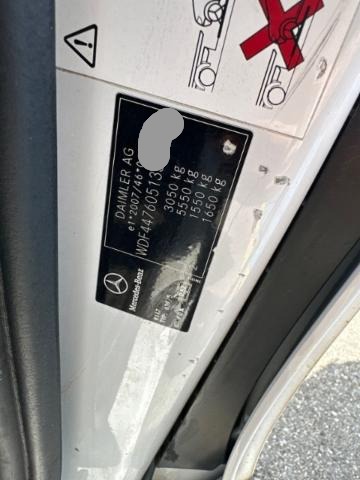 DAIMLER AG
e1*2007/46*
WDF44760513
3050 kg
5550 kg
1550 kg
1650 kg
Mercedes-Benz